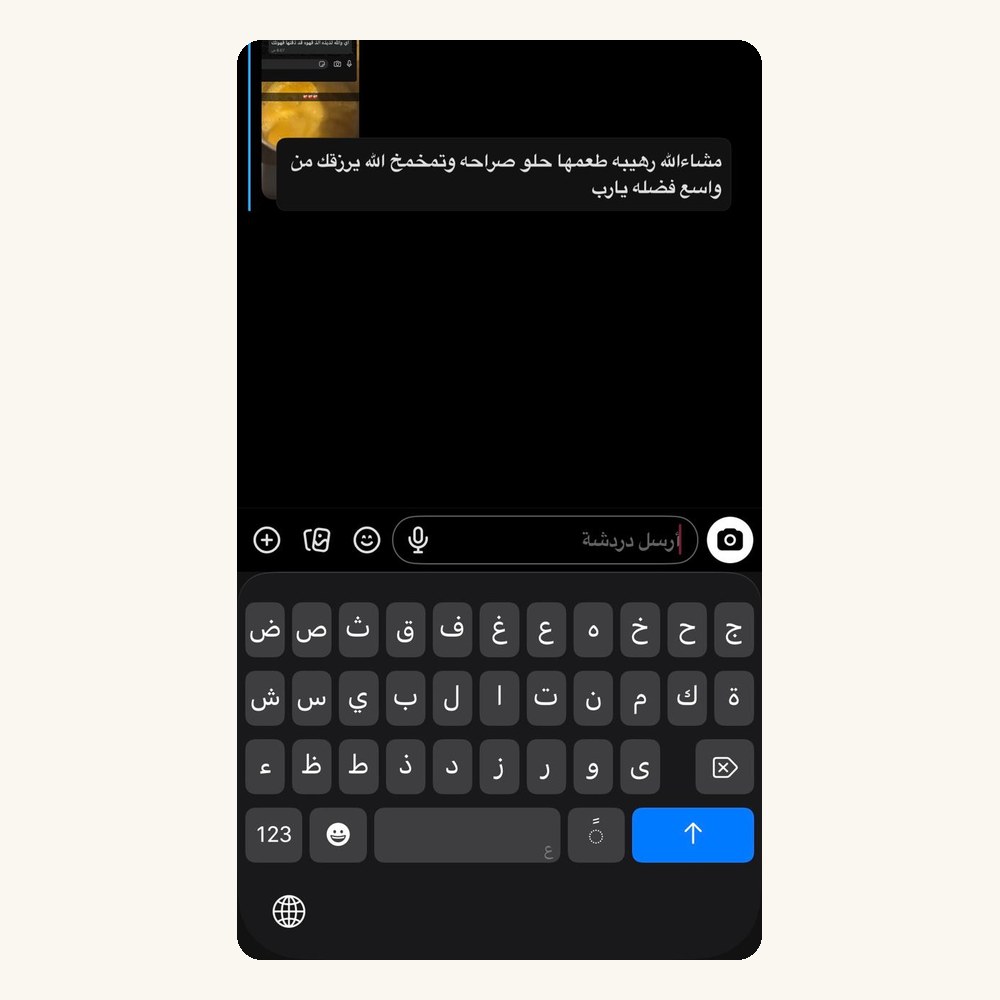 مشاءالله رهيبه طعمها حلو صراحه وتمخمخ الله يرزقك من
واسع فضله يارب
أرسل دردشة
ض ص ث ق ف غ ع ه خ ح ج
ش س ي ب ل ا ت ن م ك ة
ء ظ ط ذ د ز ر و ى
123
ع